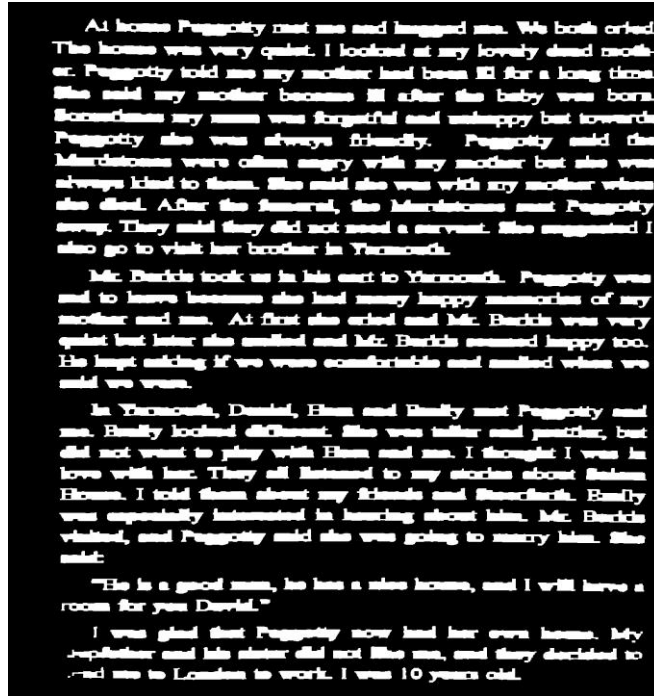 At home Peggotty met me and hugged me. We both cried
The house was very quiet. I looked at my lovely dead moth-
er. Peggotty told me my mother had been ill for a long time
She said my mother became ill after the baby was born
Sometimes my mum was forgetful and unhappy but towards
Peggotty she was always friendly. Peggotty said the
Murdstones were often angry with my mother but she was
always kind to them. She said she was with my mother when
she died. After the funeral, the Murdstones sent Peggotty
away. They said they did not need a servant. She suggested I
also go to visit her brother in Yarmouth.
Mr. Barkis took us in his cart to Yarmouth. Peggotty was
sad to leave because she had many happy memories of my
mother and me. At first she cried and Mr. Barkis was very
quiet but later she smiled and Mr. Barkis seemed happy too.
He kept asking if we were comfortable and smiled when we
said we were.
In Yarmouth, Daniel, Ham and Emily met Peggotty and
me. Emily looked different. She was taller and prettier, but
did not want to play with Ham and me. I thought I was in
love with her. They all listened to my stories about Salem
House. I told them about my friends and Steerforth. Emily
was especially interested in hearing about him. Mr. Barkis
visited, and Peggotty said she was going to marry him. She
said:
"He is a good man, he has a nice house, and I will have a
room for you David."
I was glad that Peggotty now had her own home. My
stepfather and his sister did not like me, and they decided to
send me to London to work. I was 10 years old.